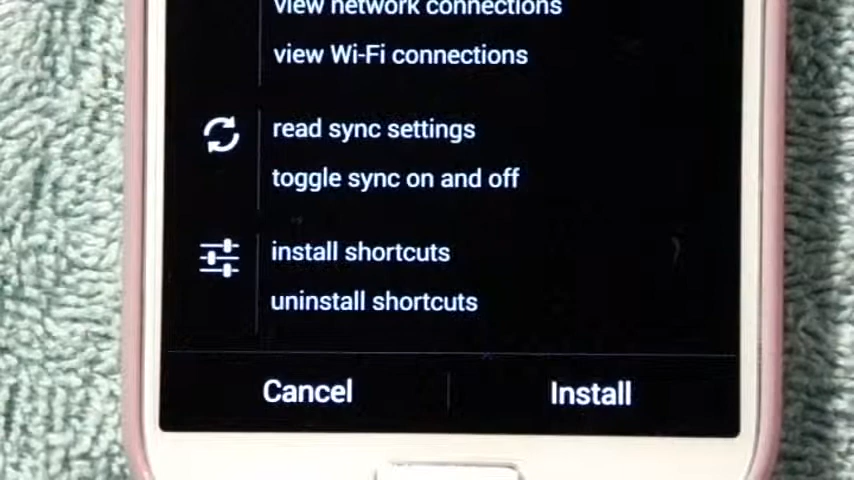 view network connections
view Wi-Fi connections
read sync settings
toggle sync on and off
install shortcuts
uninstall shortcuts
Cancel
Install